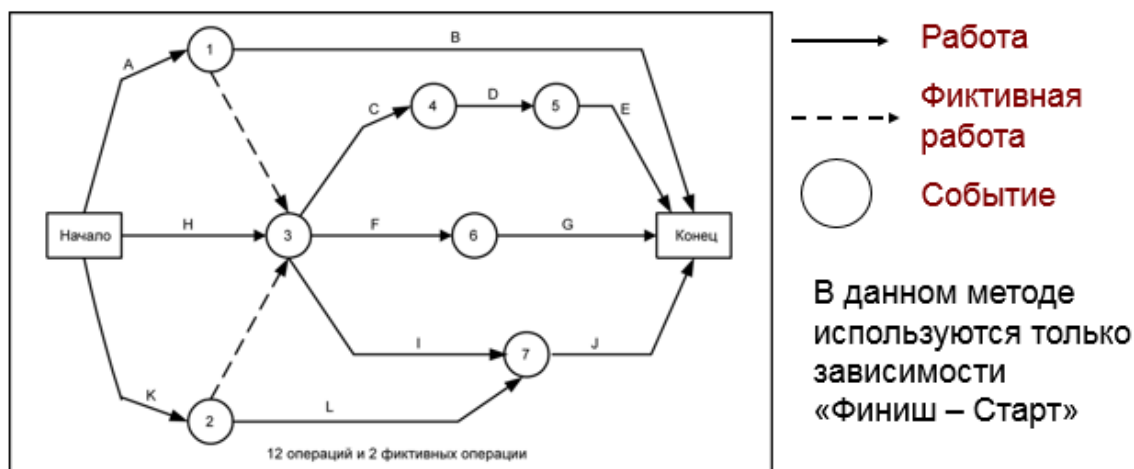 A
1
B
C
4
D
5
E
Начало
H
3
F
6
G
Конец
I
7
J
K
2
L
12 операций и 2 фиктивных операции
Работа
Фиктивная
работа
Событие
В данном методе
используются только
зависимости
«Финиш – Старт»